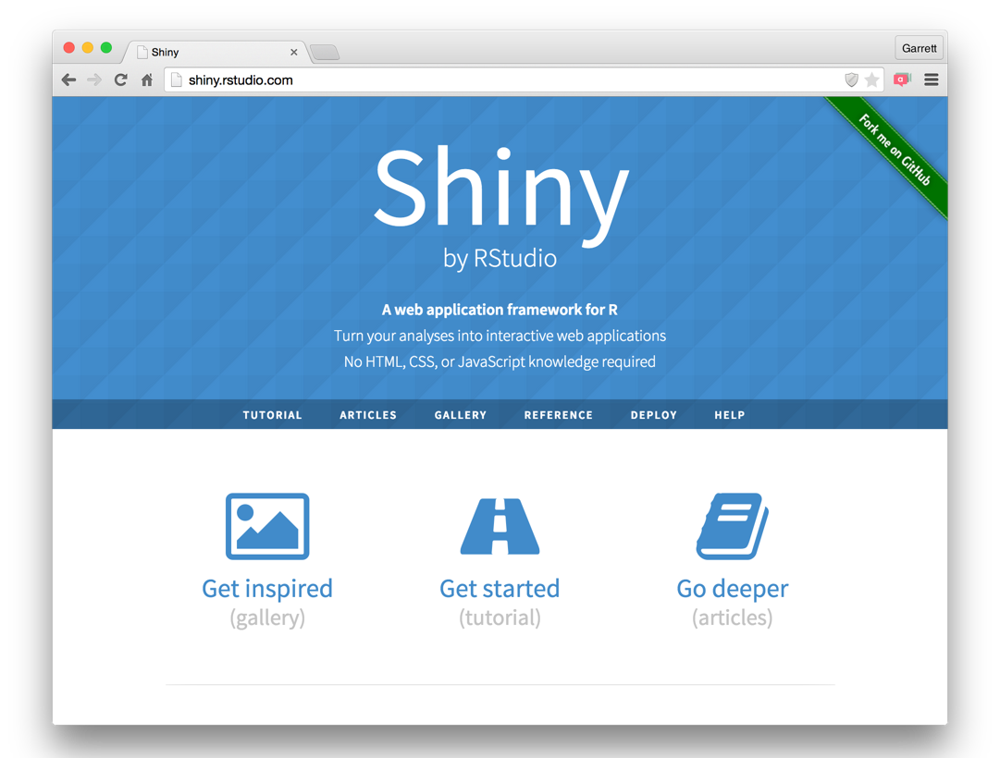 Shiny
Garrett
shiny.rstudio.com
a
Fork me on GitHub
Shiny
by RStudio
A web application framework for R
Turn your analyses into interactive web applications
No HTML, CSS, or JavaScript knowledge required
TUTORIAL ARTICLES GALLERY REFERENCE DEPLOY HELP
Get inspired Get started Go deeper
(gallery) (tutorial) (articles)